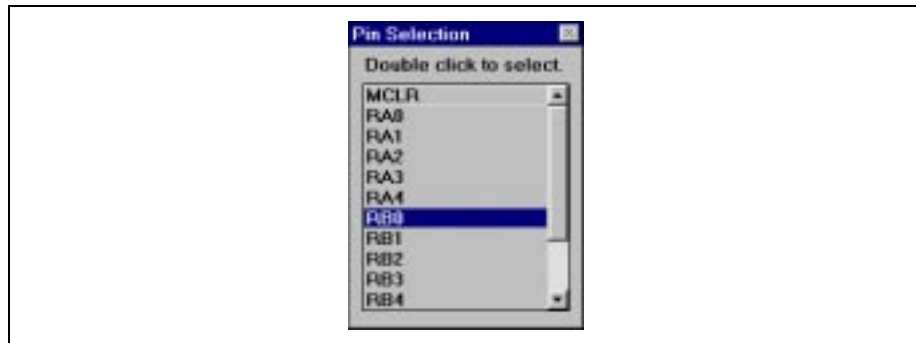 Pin Selection
Double click to select.
MCLR
RA0
RA1
RA2
RA3
RA4
RB0
RB1
RB2
RB3
RB4